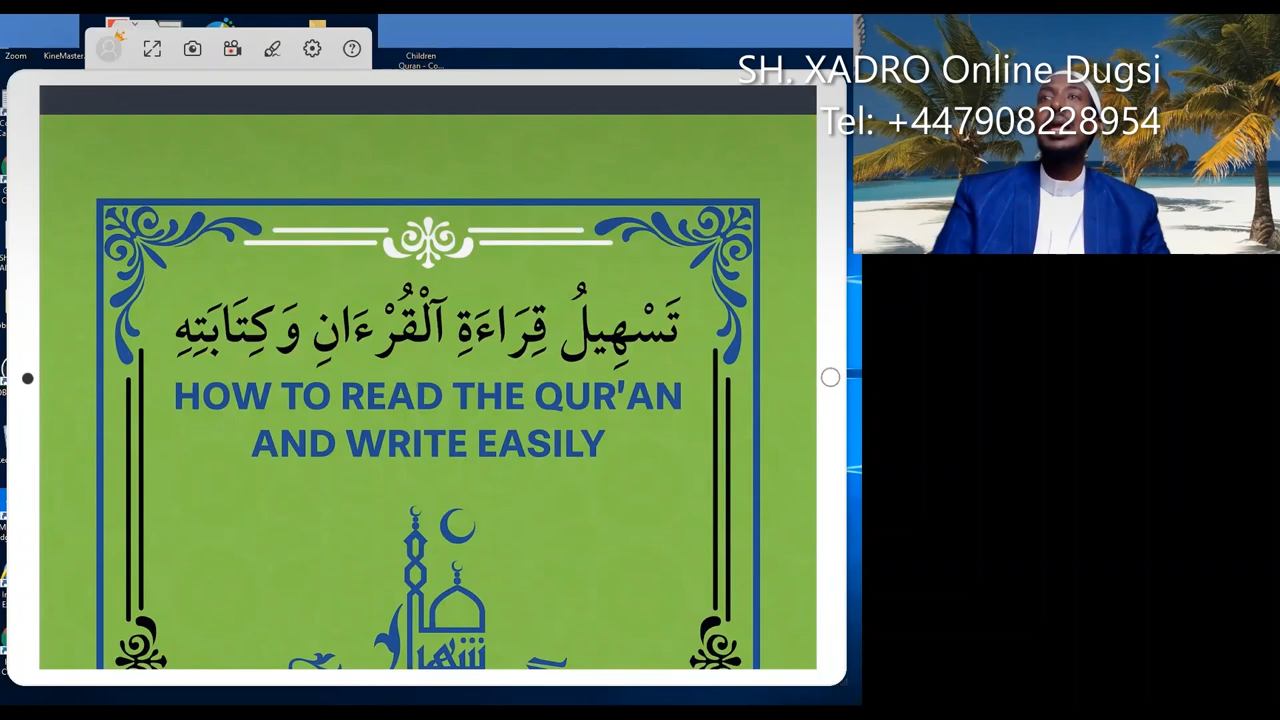 Zoom
KineMaster
Children
Quran - Co...
SH. XADRO Online Dugsi
Tel: +447908228954
تَسْهِيلُ قِرَاءَةِ ٱلْقُرْءَانِ وَكِتَابَتِهِ
HOW TO READ THE QUR'AN
AND WRITE EASILY